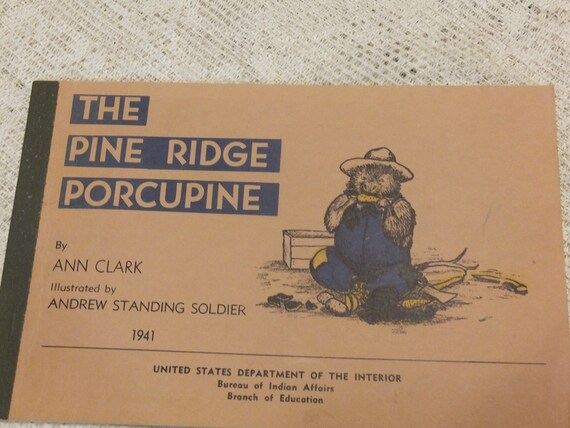 THE
PINE RIDGE
PORCUPINE
By
ANN CLARK
Illustrated by
ANDREW STANDING SOLDIER
1941
UNITED STATES DEPARTMENT OF THE INTERIOR
Bureau of Indian Affairs
Branch of Education